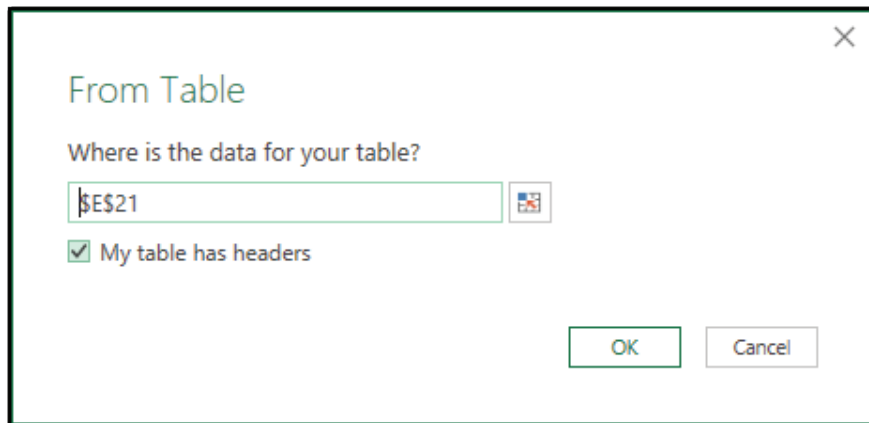 From Table
Where is the data for your table?
$E$21
My table has headers
OK Cancel